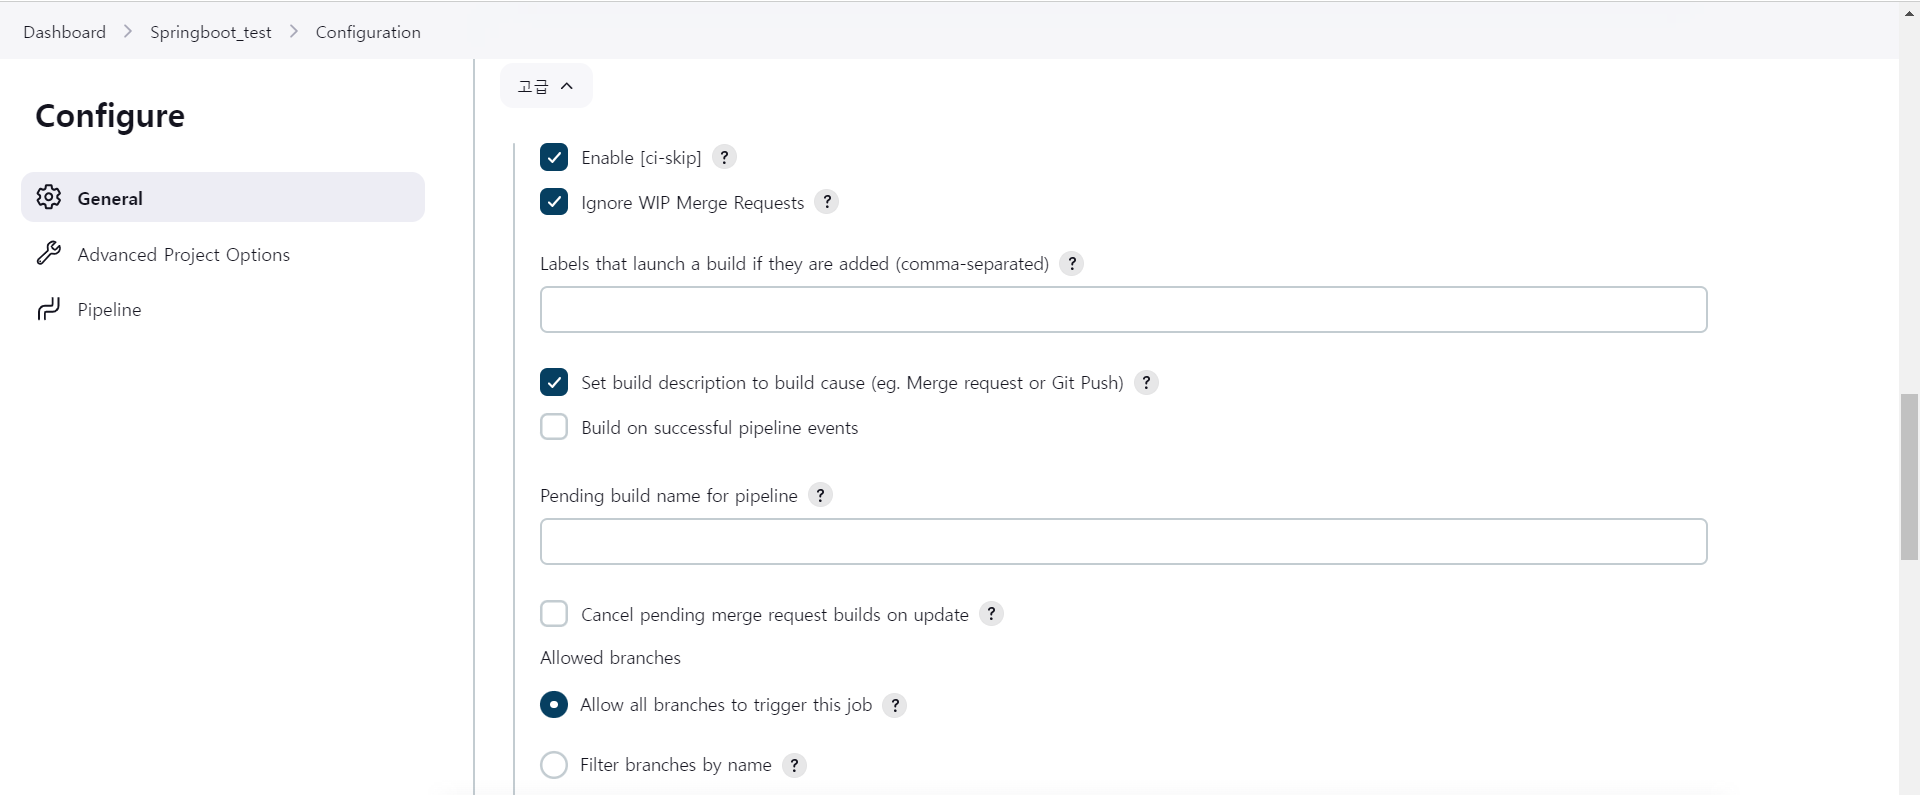 Dashboard > Springboot_test > Configuration
Configure
General
Advanced Project Options
Pipeline
고급
Enable [ci-skip] ?
Ignore WIP Merge Requests ?
Labels that launch a build if they are added (comma-separated) ?
Set build description to build cause (eg. Merge request or Git Push) ?
Build on successful pipeline events
Pending build name for pipeline ?
Cancel pending merge request builds on update ?
Allowed branches
Allow all branches to trigger this job ?
Filter branches by name ?